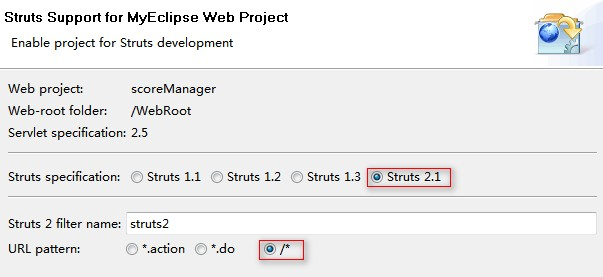 Struts Support for MyEclipse Web Project
Enable project for Struts development
Web project: scoreManager
Web-root folder: /WebRoot
Servlet specification: 2.5
Struts specification: Struts 1.1 Struts 1.2 Struts 1.3 Struts 2.1
Struts 2 filter name: struts2
URL pattern: *.action *.do /*